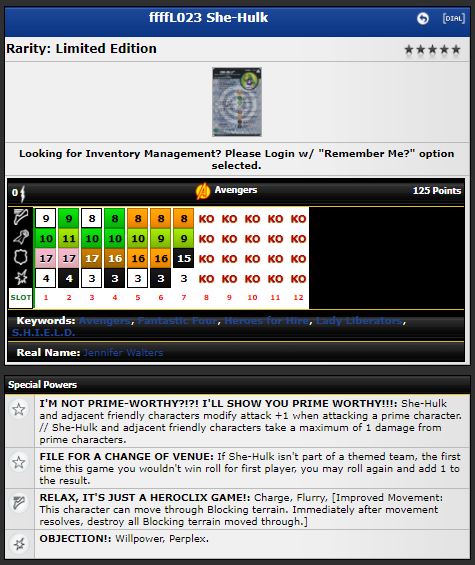 ffffL023 She-Hulk
[DIAL]
Rarity: Limited Edition
Looking for Inventory Management? Please Login w/ "Remember Me?" option
selected.
0 Avengers 125 Points
9 9 8 8 8 8 8 KO KO KO KO KO
10 11 10 10 10 9 9 KO KO KO KO KO
17 17 17 16 16 16 15 KO KO KO KO KO
4 4 3 3 3 3 3 KO KO KO KO KO
SLOT 1 2 3 4 5 6 7 8 9 10 11 12
Keywords: Avengers, Fantastic Four, Heroes for Hire, Lady Liberators,
S.H.I.E.L.D.
Real Name: Jennifer Walters
Special Powers
I'M NOT PRIME-WORTHY?!?! I'LL SHOW YOU PRIME WORTHY!!!: She-Hulk
and adjacent friendly characters modify attack +1 when attacking a prime character.
// She-Hulk and adjacent friendly characters take a maximum of 1 damage from
prime characters.
FILE FOR A CHANGE OF VENUE: If She-Hulk isn't part of a themed team, the first
time this game you wouldn't win roll for first player, you may roll again and add 1 to
the result.
RELAX, IT'S JUST A HEROCLIX GAME!: Charge, Flurry, [Improved Movement:
This character can move through Blocking terrain. Immediately after movement
resolves, destroy all Blocking terrain moved through.]
OBJECTION!: Willpower, Perplex.